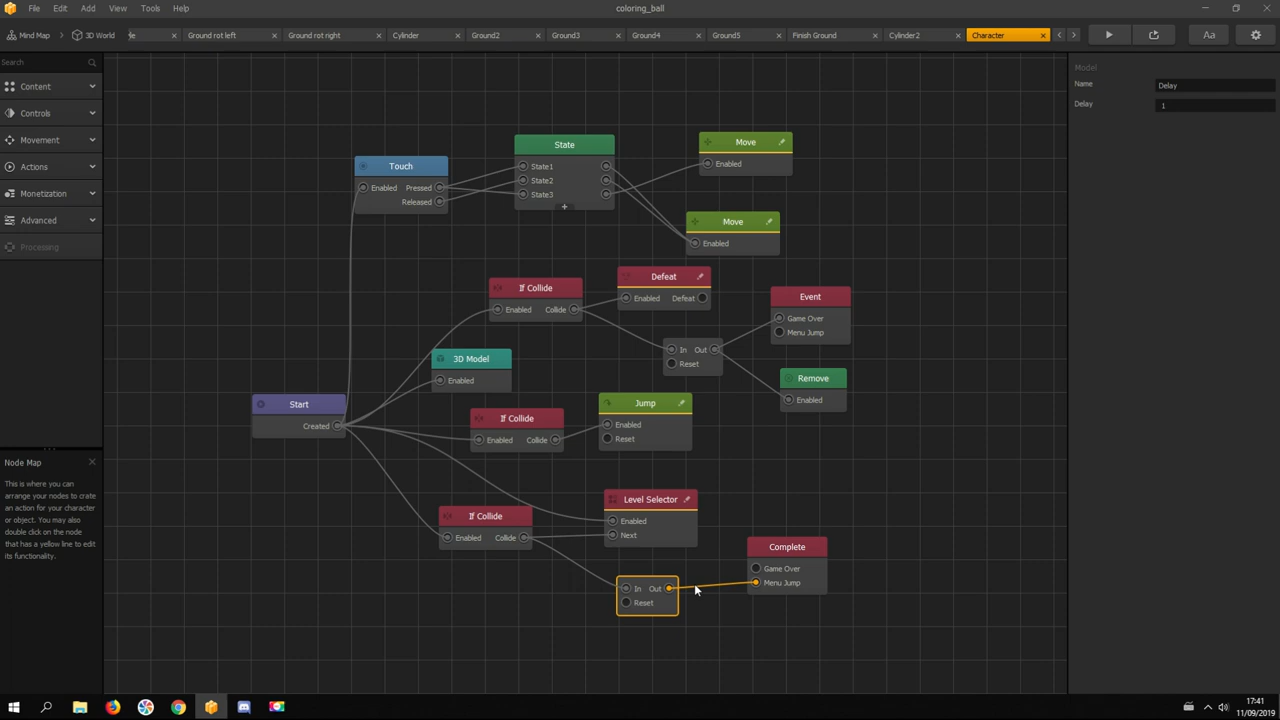 File Edit Add View Tools Help
coloring_ball
Mind Map 3D World le Ground rot left Ground rot right Cylinder Ground2 Ground3 Ground4 Ground5 Finish Ground Cylinder2 Character
Aa
Search
Content
Controls
Movement
Actions
Monetization
Advanced
Processing
Node Map
This is where you can
arrange your nodes to create
an action for your character
or object. You may also
double click on the node
that has a yellow line to edit
its functionality.
Touch
Enabled Pressed
Released
State
State1
State2
State3
+
Move
Enabled
Move
Enabled
If Collide
Enabled Collide
Defeat
Enabled Defeat
Event
Game Over
Menu Jump
In Out
Reset
Remove
Enabled
3D Model
Enabled
Start
Created
If Collide
Enabled Collide
Jump
Enabled
Reset
Level Selector
Enabled
Next
If Collide
Enabled Collide
In Out
Reset
Complete
Game Over
Menu Jump
Model
Name Delay
Delay 1
17:41
11/09/2019